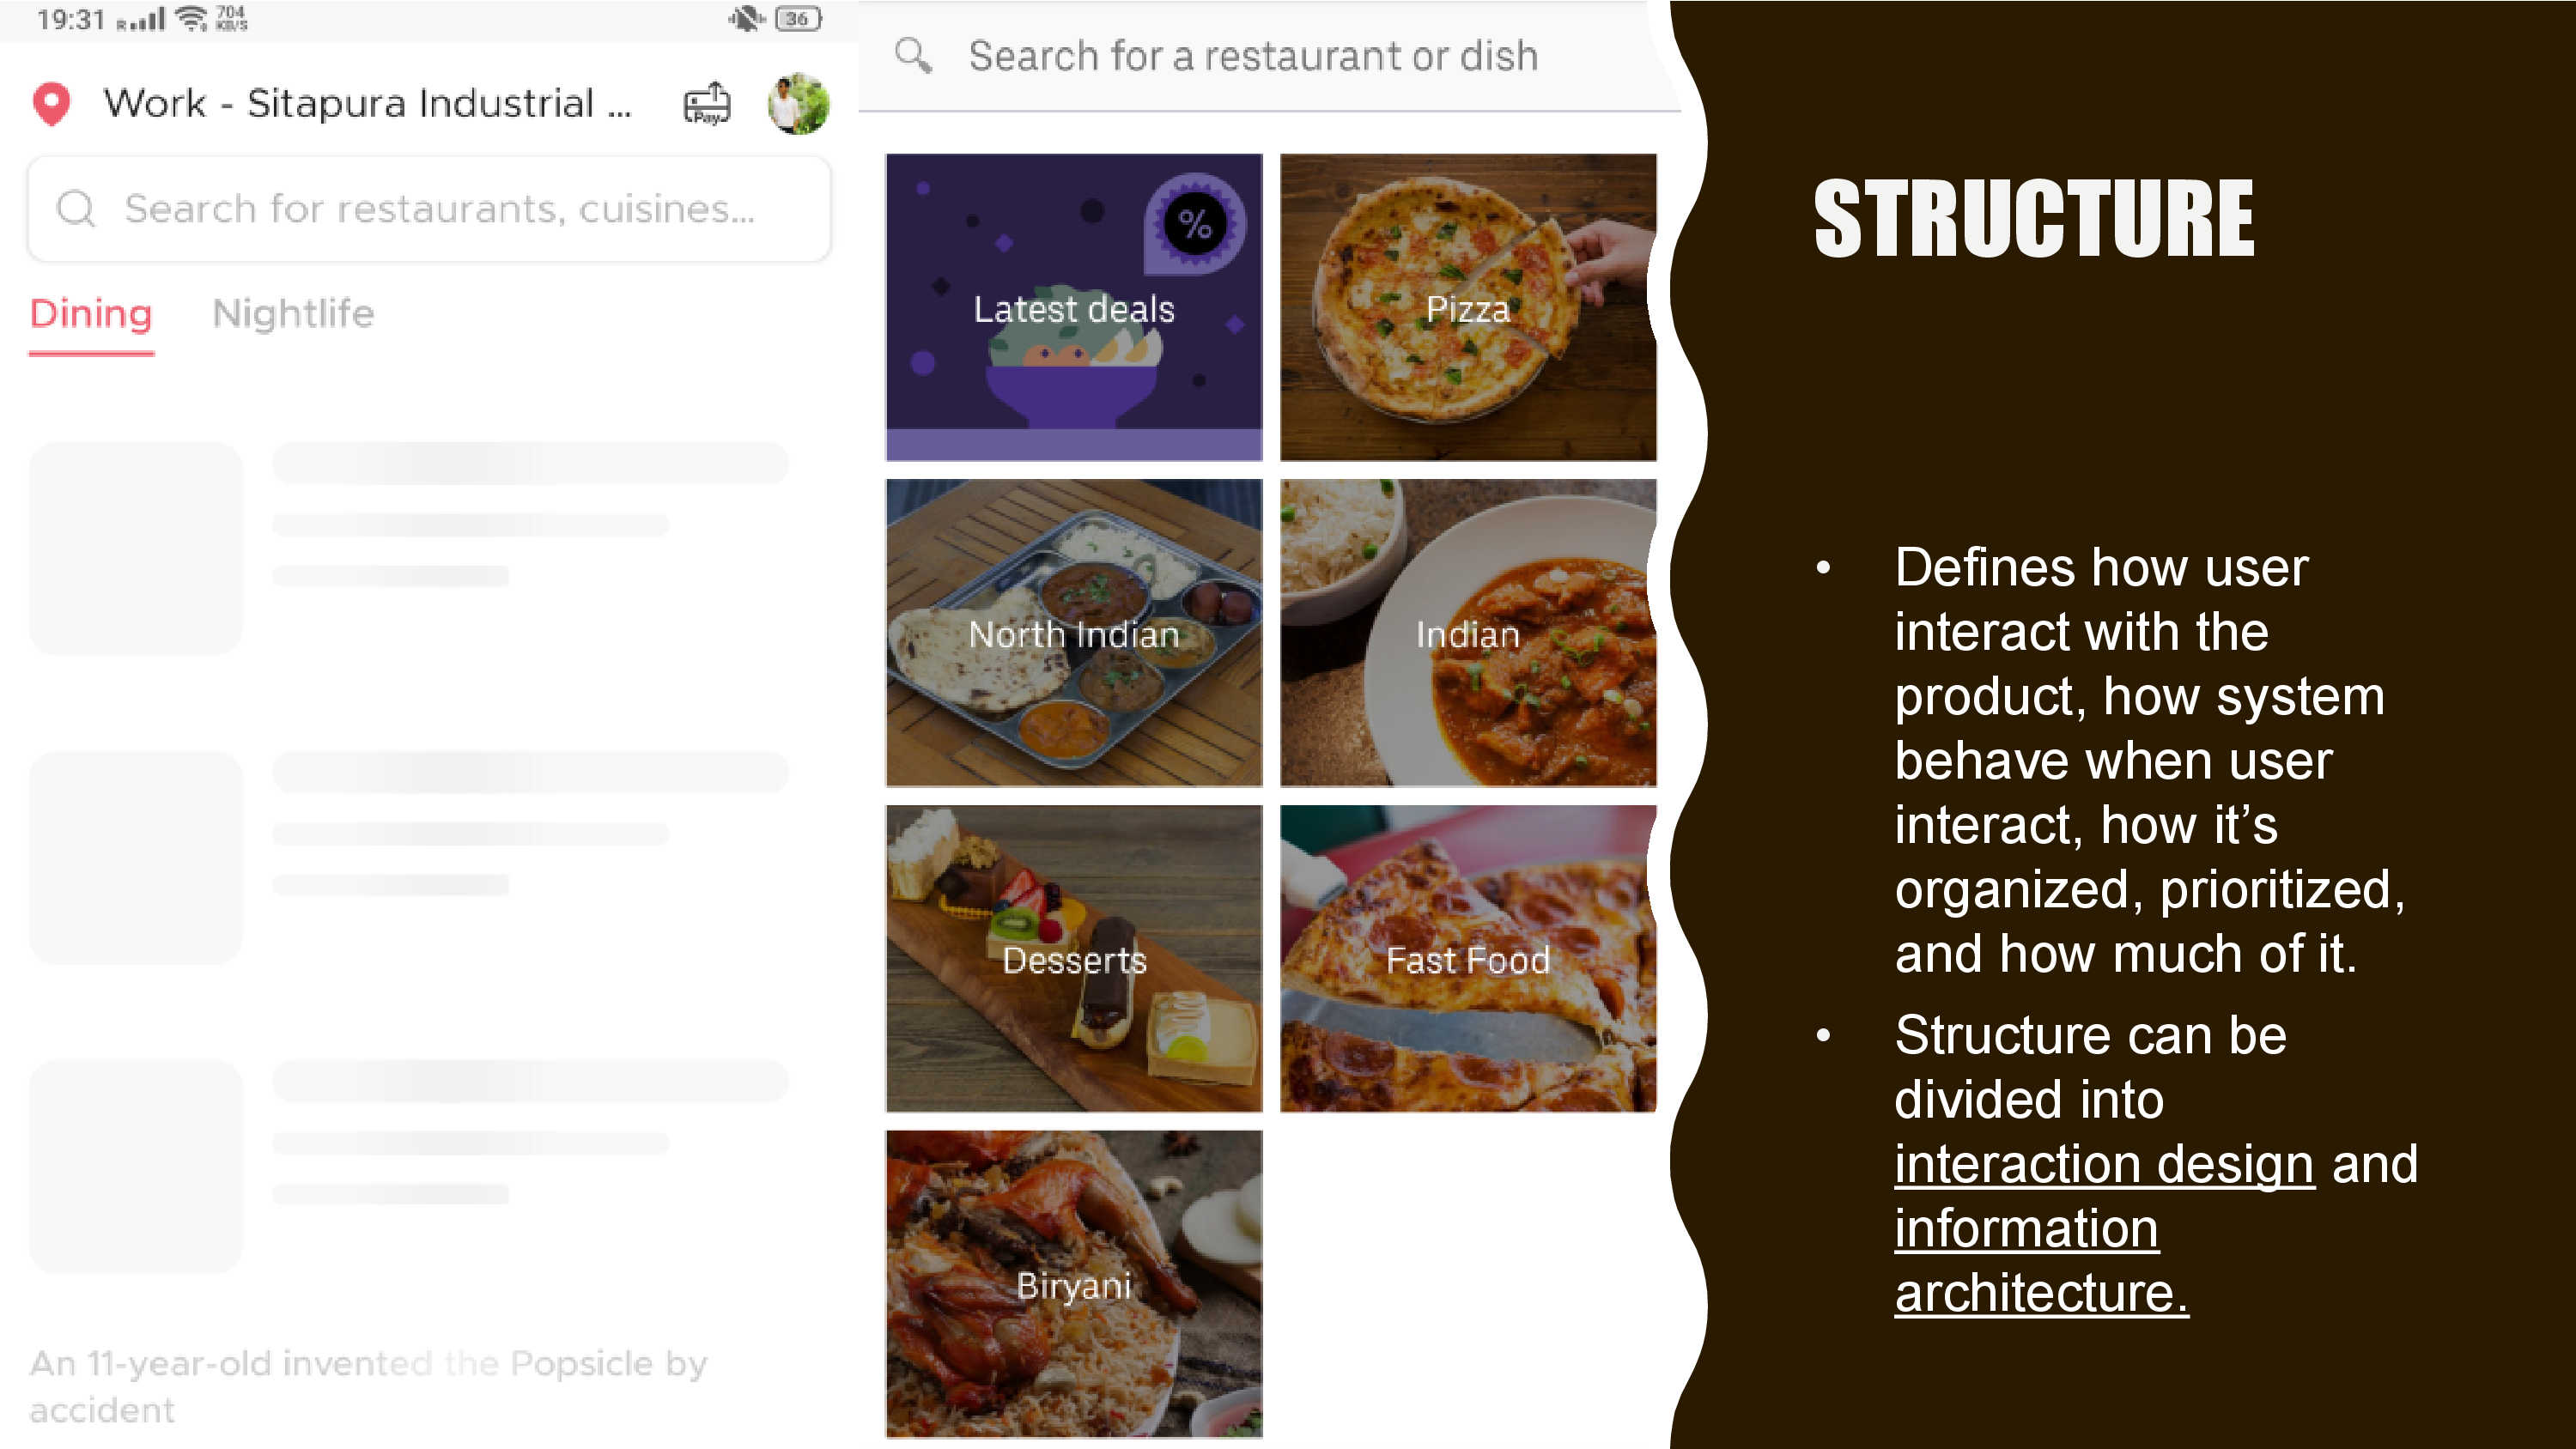 19:31 R 704 KB/S 36
Work - Sitapura Industrial ...
Pay
Search for restaurants, cuisines...
Dining Nightlife
An 11-year-old invented the Popsicle by
accident
Search for a restaurant or dish
%
Latest deals
Pizza
North Indian
Indian
Desserts
Fast Food
Biryani
STRUCTURE
• Defines how user
interact with the
product, how system
behave when user
interact, how it’s
organized, prioritized,
and how much of it.
• Structure can be
divided into
interaction design and
information
architecture.